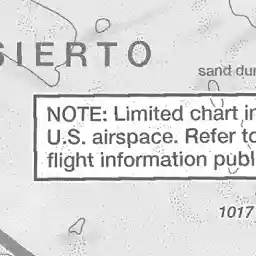 SIERTO
sand du
NOTE: Limited chart in
U.S. airspace. Refer to
flight information publ
1017